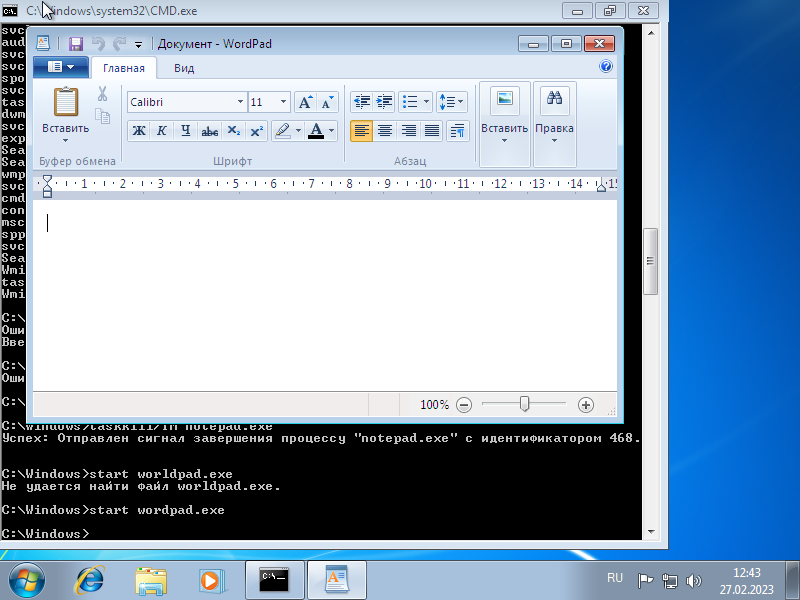 C:\Windows\system32\CMD.exe
svc
aud
svc
svc
spo
svc
tas
dwm
svc
exp
Sea
Sea
wmp
svc
cmd
con
msc
spp
svc
Sea
Wmi
tas
Wmi
C:\
Оши
Вве
C:\
Оши
C:\
Документ - WordPad
Главная Вид
Вставить
Буфер обмена
Calibri 11
Ж К Ч abc X₂ X²
Шрифт
Абзац
Вставить
Правка
1 2 3 4 5 6 7 8 9 10 11 12 13 14 15
100%
C:\Windows>taskkill/IM notepad.exe
Успех: Отправлен сигнал завершения процессу "notepad.exe" с идентификатором 468.
C:\Windows>start worldpad.exe
Не удается найти файл worldpad.exe.
C:\Windows>start wordpad.exe
C:\Windows>
RU
12:43
27.02.2023